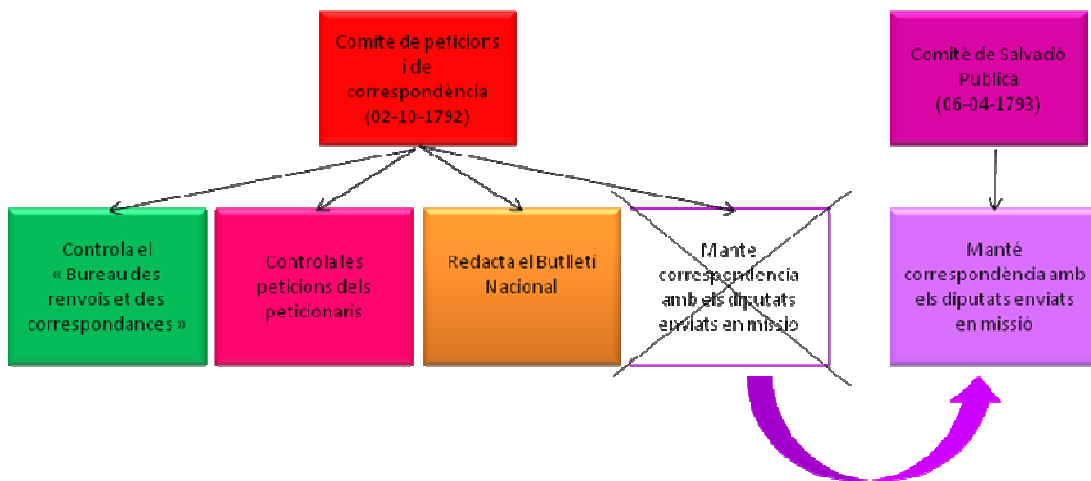 Comitè de peticions
i de
correspondència
(02-10-1792)
Comitè de Salvació
Pública
(06-04-1793)
Controla el
« Bureau des
renvois et des
correspondances »
Controla les
peticions dels
peticionaris
Redacta el Butlletí
Nacional
Manté
correspondència
amb els diputats
enviats en missió
Manté
correspondència amb
els diputats enviats
en missió